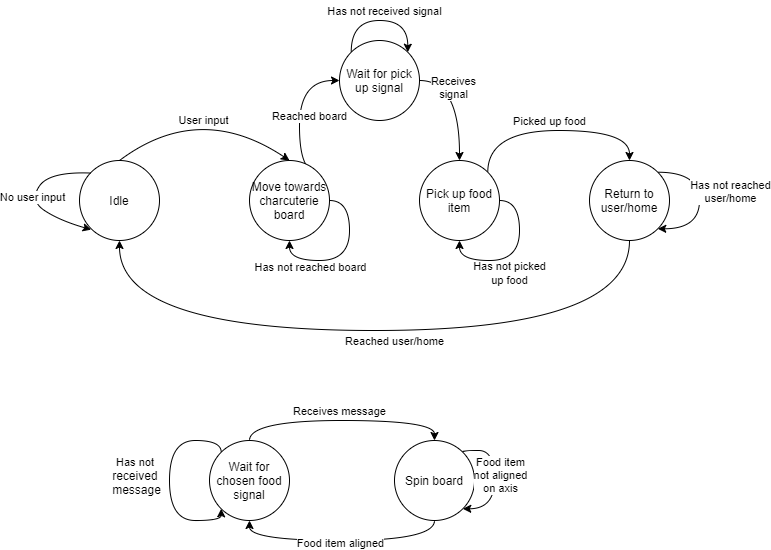 Has not received signal
Wait for pick
up signal
Receives
signal
Reached board
User input
Picked up food
No user input
Idle
Move towards
charcuterie
board
Pick up food
item
Return to
user/home
Has not reached
user/home
Has not reached board
Has not picked
up food
Reached user/home
Receives message
Has not
received
message
Wait for
chosen food
signal
Spin board
Food item
not aligned
on axis
Food item aligned